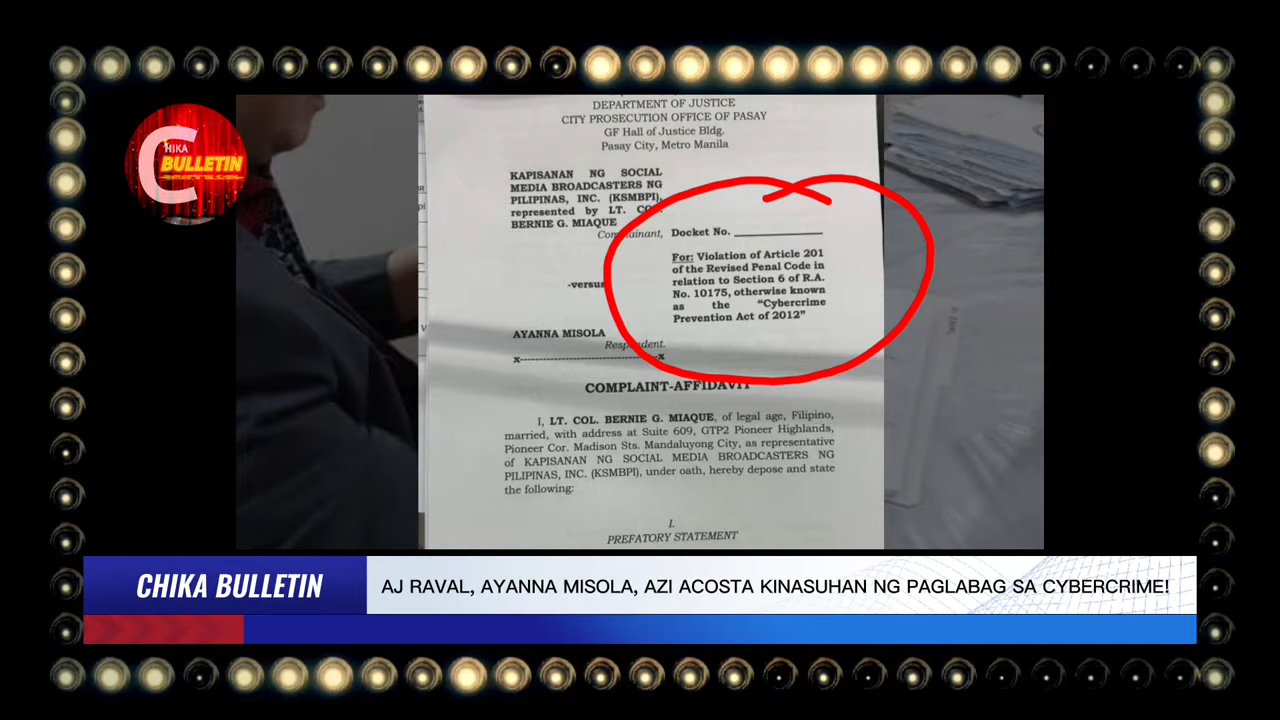 CHIKA
BULLETIN
DEPARTMENT OF JUSTICE
CITY PROSECUTION OFFICE OF PASAY
GF Hall of Justice Bldg.
Pasay City, Metro Manila
KAPISANAN NG SOCIAL
MEDIA BROADCASTERS NG
PILIPINAS, INC. (KSMBPI),
represented by LT. COL.
BERNIE G. MIAQUE
Complainant,
-versus
Docket No. ____________
For: Violation of Article 201
of the Revised Penal Code in
relation to Section 6 of R.A.
No. 10175, otherwise known
as the “Cybercrime
Prevention Act of 2012”
AYANNA MISOLA
Respondent.
x-----------------------------x
COMPLAINT-AFFIDAVIT
I, LT. COL. BERNIE G. MIAQUE, of legal age, Filipino,
married, with address at Suite 609, GTP2 Pioneer Highlands,
Pioneer Cor. Madison Sts. Mandaluyong City, as representative
of KAPISANAN NG SOCIAL MEDIA BROADCASTERS NG
PILIPINAS, INC. (KSMBPI), under oath, hereby depose and state
the following:
I.
PREFATORY STATEMENT
CHIKA BULLETIN
AJ RAVAL, AYANNA MISOLA, AZI ACOSTA KINASUHAN NG PAGLABAG SA CYBERCRIME!